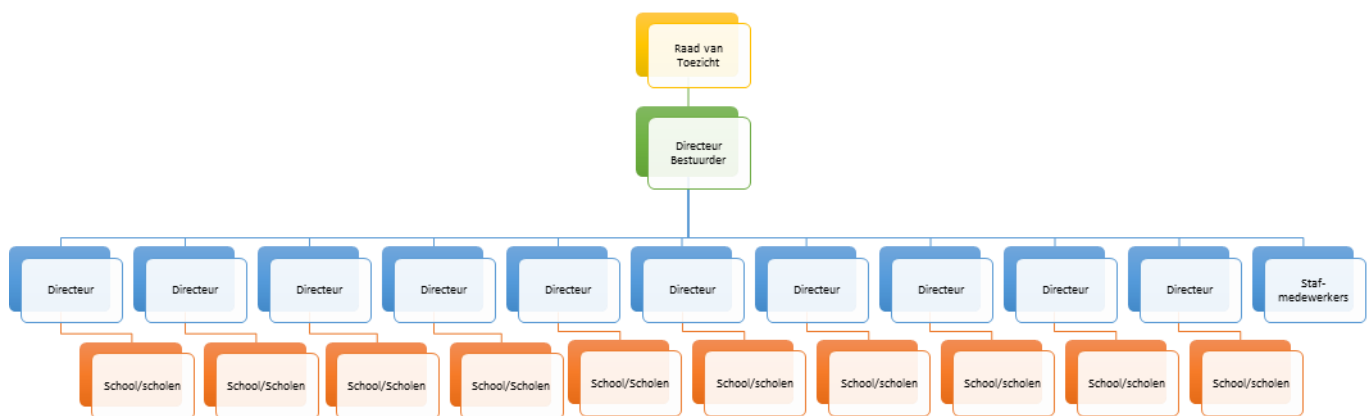 Raad van
Toezicht
Directeur
Bestuurder
Directeur
Directeur
Directeur
Directeur
Directeur
Directeur
Directeur
Directeur
Directeur
Directeur
Staf-
medewerkers
School/scholen
School/Scholen
School/Scholen
School/Scholen
School/Scholen
School/scholen
School/scholen
School/scholen
School/scholen
School/scholen